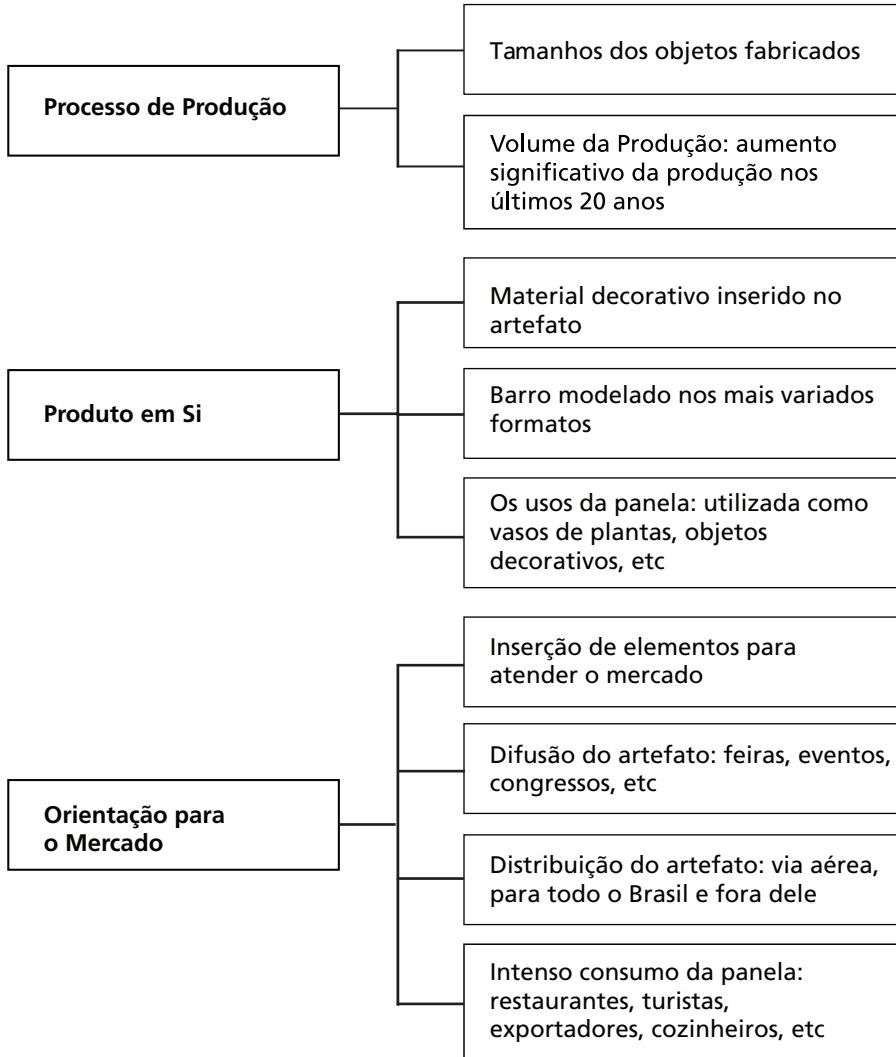 Processo de Produção
Tamanhos dos objetos fabricados
Volume da Produção: aumento
significativo da produção nos
últimos 20 anos
Produto em Si
Material decorativo inserido no
artefato
Barro modelado nos mais variados
formatos
Os usos da panela: utilizada como
vasos de plantas, objetos
decorativos, etc
Orientação para
o Mercado
Inserção de elementos para
atender o mercado
Difusão do artefato: feiras, eventos,
congressos, etc
Distribuição do artefato: via aérea,
para todo o Brasil e fora dele
Intenso consumo da panela:
restaurantes, turistas,
exportadores, cozinheiros, etc